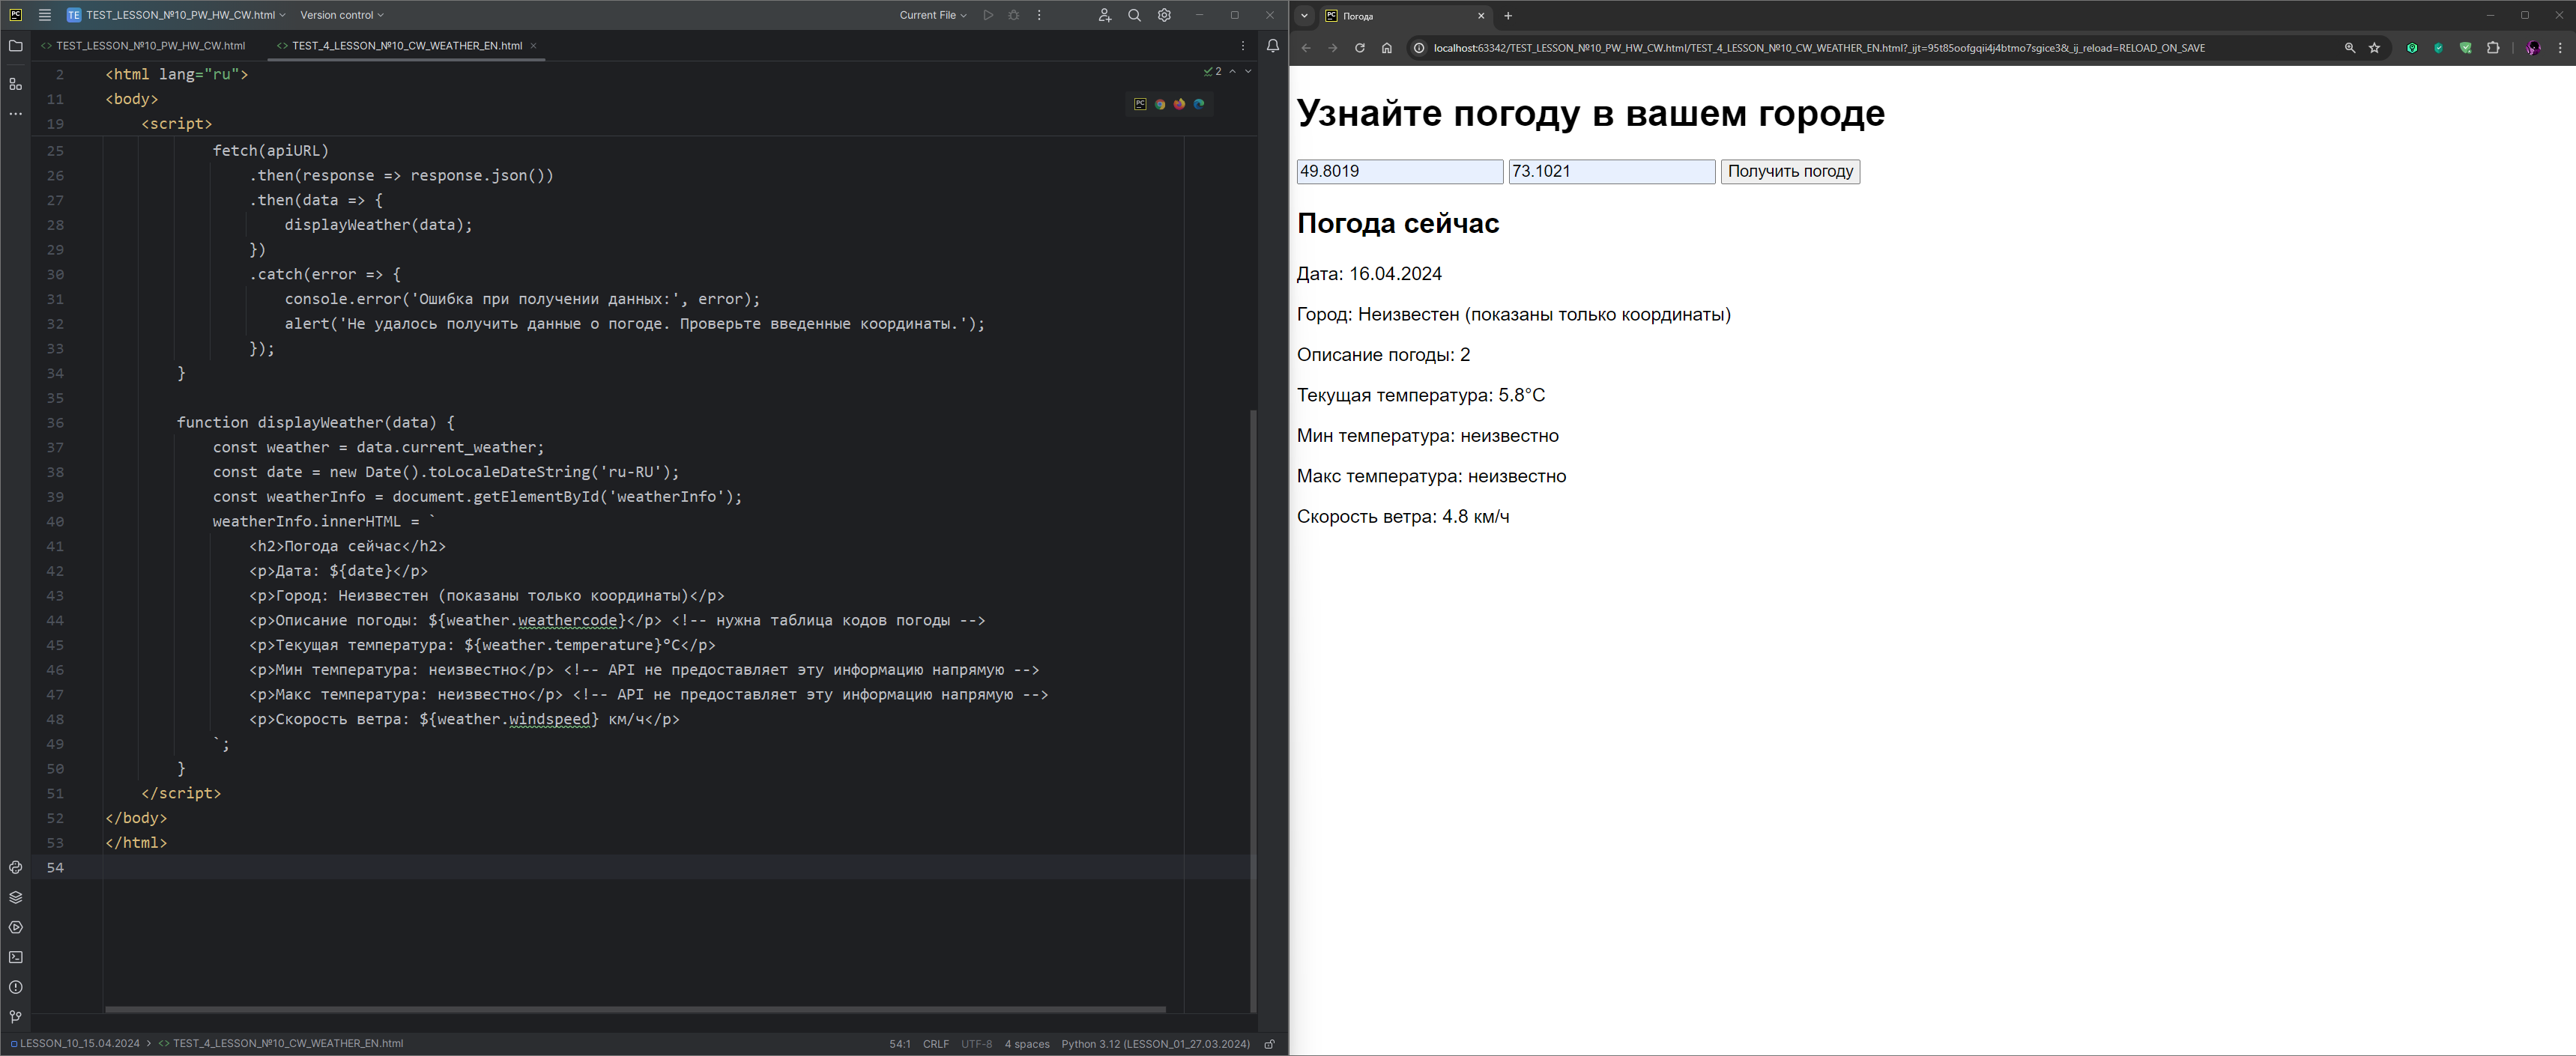 TE TEST_LESSON_№10_PW_HW_CW.html Version control Current File
TEST_LESSON_№10_PW_HW_CW.html TEST_4_LESSON_№10_CW_WEATHER_EN.html
2 <html lang="ru">
11 <body>
19 <script>
25 fetch(apiURL)
26 .then(response => response.json())
27 .then(data => {
28 displayWeather(data);
29 })
30 .catch(error => {
31 console.error('Ошибка при получении данных:', error);
32 alert('Не удалось получить данные о погоде. Проверьте введенные координаты.');
33 });
34 }
35
36 function displayWeather(data) {
37 const weather = data.current_weather;
38 const date = new Date().toLocaleDateString('ru-RU');
39 const weatherInfo = document.getElementById('weatherInfo');
40 weatherInfo.innerHTML = `
41 <h2>Погода сейчас</h2>
42 <p>Дата: ${date}</p>
43 <p>Город: Неизвестен (показаны только координаты)</p>
44 <p>Описание погоды: ${weather.weathercode}</p> <!-- нужна таблица кодов погоды -->
45 <p>Текущая температура: ${weather.temperature}°C</p>
46 <p>Мин температура: неизвестно</p> <!-- API не предоставляет эту информацию напрямую -->
47 <p>Макс температура: неизвестно</p> <!-- API не предоставляет эту информацию напрямую -->
48 <p>Скорость ветра: ${weather.windspeed} км/ч</p>
49 `;
50 }
51 </script>
52 </body>
53 </html>
54
2
LESSON_10_15.04.2024 > TEST_4_LESSON_№10_CW_WEATHER_EN.html
54:1 CRLF UTF-8 4 spaces Python 3.12 (LESSON_01_27.03.2024)
Погода
localhost:63342/TEST_LESSON_№10_PW_HW_CW.html/TEST_4_LESSON_№10_CW_WEATHER_EN.html?_ijt=95t85oofgqii4j4btmo7sgice3&_ij_reload=RELOAD_ON_SAVE
Узнайте погоду в вашем городе
49.8019 73.1021 Получить погоду
Погода сейчас
Дата: 16.04.2024
Город: Неизвестен (показаны только координаты)
Описание погоды: 2
Текущая температура: 5.8°C
Мин температура: неизвестно
Макс температура: неизвестно
Скорость ветра: 4.8 км/ч